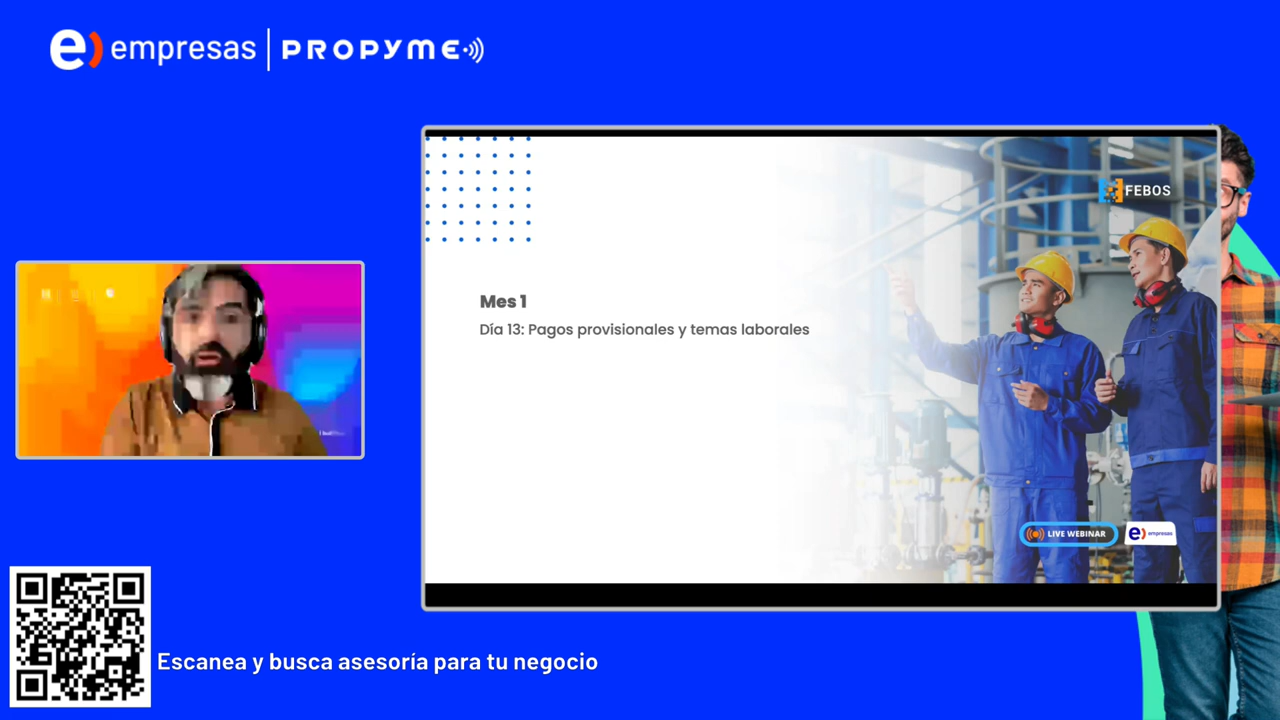 e) empresas | PROPYME
FEBOS
Mes 1
Día 13: Pagos provisionales y temas laborales
LIVE WEBINAR
e) empresas
Escanea y busca asesoría para tu negocio